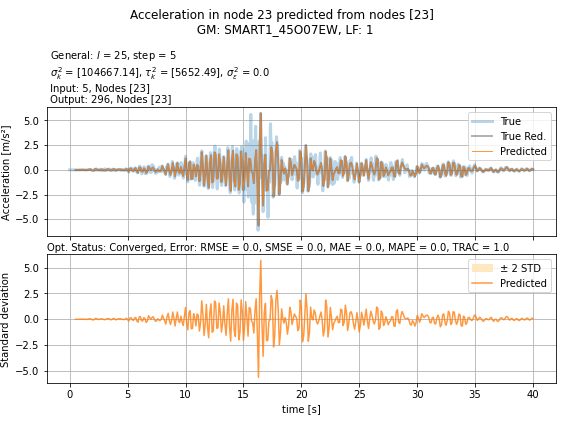 Acceleration in node 23 predicted from nodes [23]
GM: SMART1_45O07EW, LF: 1
General: l = 25, step = 5
σ²ₖ = [104667.14], τ²ₖ = [5652.49], σ²ₑ = 0.0
Input: 5, Nodes [23]
Output: 296, Nodes [23]
Acceleration [m/s²]
5.0
2.5
0.0
−2.5
−5.0
True
True Red.
Predicted
Opt. Status: Converged, Error: RMSE = 0.0, SMSE = 0.0, MAE = 0.0, MAPE = 0.0, TRAC = 1.0
Standard deviation
5.0
2.5
0.0
−2.5
−5.0
± 2 STD
Predicted
0 5 10 15 20 25 30 35 40
time [s]